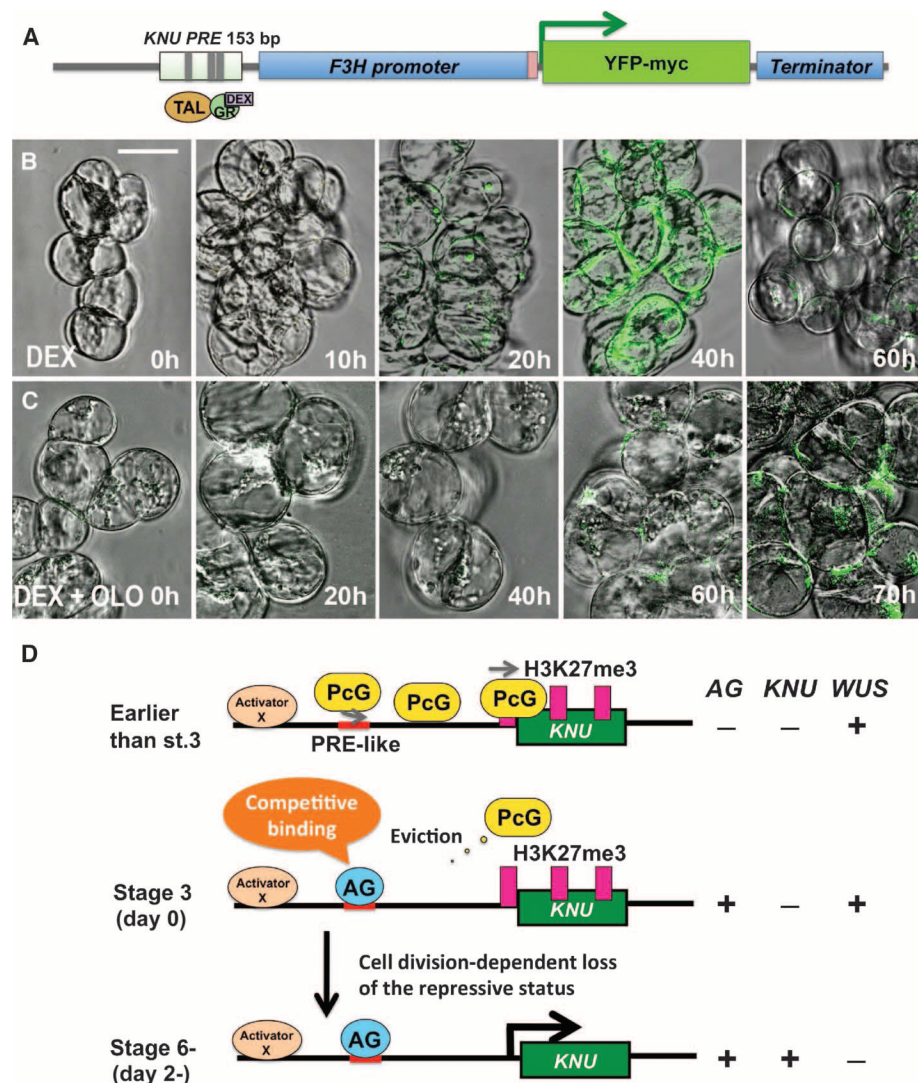 A
KNU PRE 153 bp
F3H promoter
YFP-myc
Terminator
TAL
GR
DEX
B
DEX
0h
10h
20h
40h
60h
C
DEX + OLO
0h
20h
40h
60h
70h
D
H3K27me3
AG KNU WUS
Earlier
than st.3
Activator
X
PcG
PcG
PcG
KNU
– – +
PRE-like
Competitive
binding
Eviction
PcG
H3K27me3
Stage 3
(day 0)
Activator
X
AG
KNU
+ – +
Cell division-dependent loss
of the repressive status
Stage 6-
(day 2-)
Activator
X
AG
KNU
+ + –